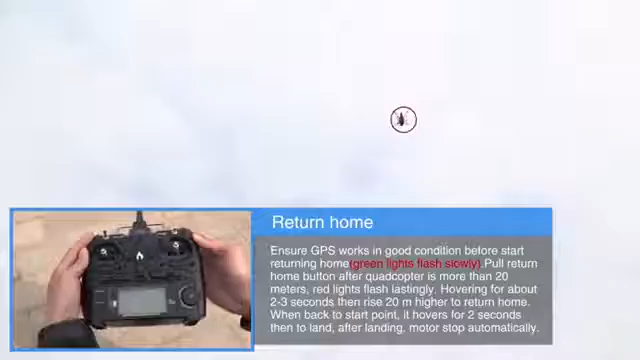 Return home
Ensure GPS works in good condition before start
returning home(green lights flash slowly).Pull return
home button after quadcopter is more than 20
meters, red lights flash lastingly, Hovering for about
2-3 seconds then rise 20 m higher to return home.
When back to start point, it hovers for 2 seconds
then to land, after landing, motor stop automatically.